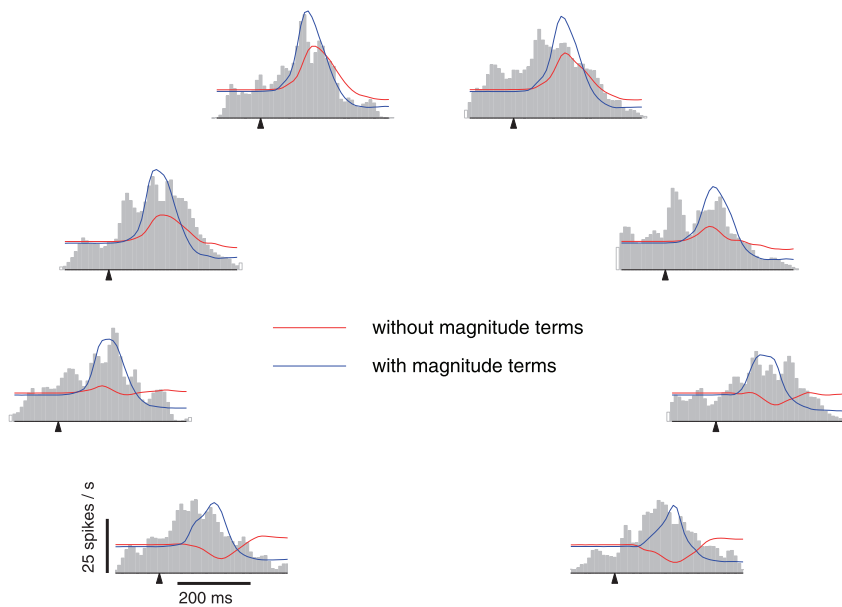 without magnitude terms
with magnitude terms
25 spikes / s
200 ms